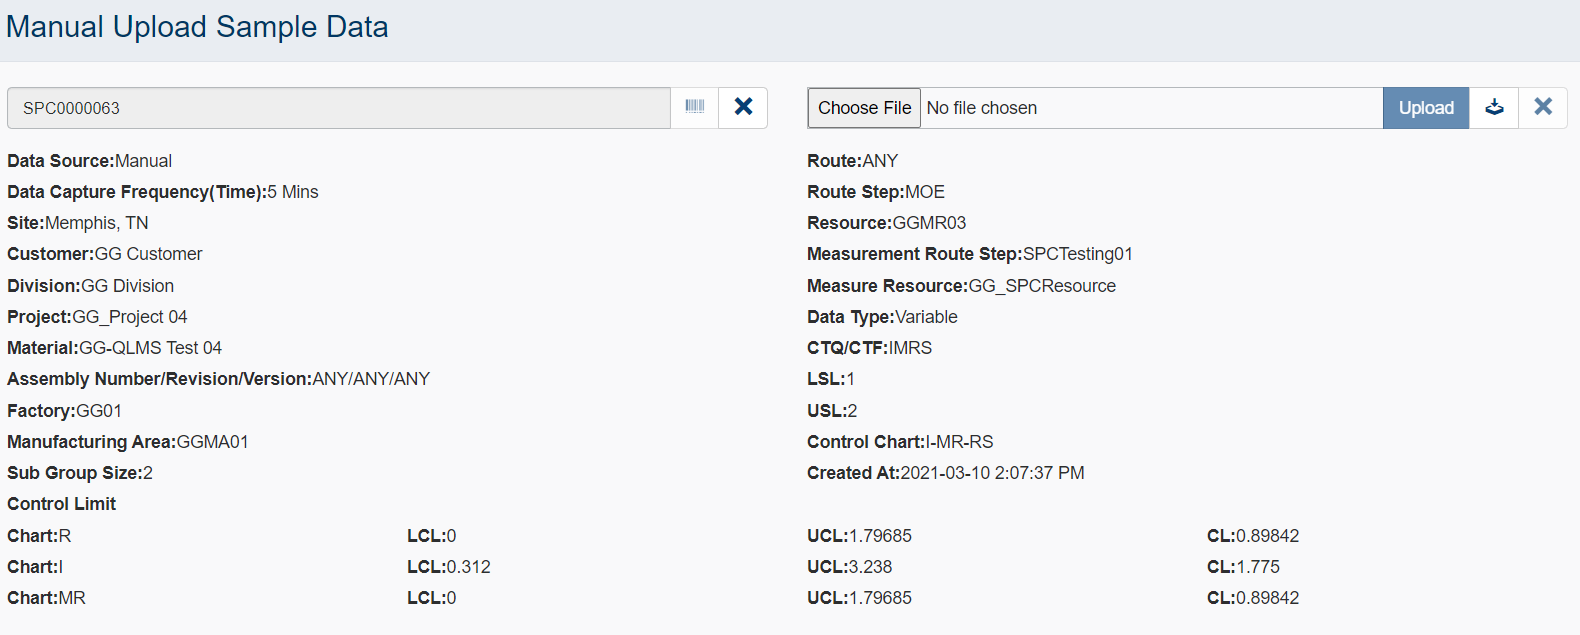 Manual Upload Sample Data
SPC0000063
Choose File No file chosen Upload
Data Source:Manual
Data Capture Frequency(Time):5 Mins
Site:Memphis, TN
Customer:GG Customer
Division:GG Division
Project:GG_Project 04
Material:GG-QLMS Test 04
Assembly Number/Revision/Version:ANY/ANY/ANY
Factory:GG01
Manufacturing Area:GGMA01
Sub Group Size:2
Route:ANY
Route Step:MOE
Resource:GGMR03
Measurement Route Step:SPCTesting01
Measure Resource:GG_SPCResource
Data Type:Variable
CTQ/CTF:IMRS
LSL:1
USL:2
Control Chart:I-MR-RS
Created At:2021-03-10 2:07:37 PM
Control Limit
Chart:R LCL:0 UCL:1.79685 CL:0.89842
Chart:I LCL:0.312 UCL:3.238 CL:1.775
Chart:MR LCL:0 UCL:1.79685 CL:0.89842